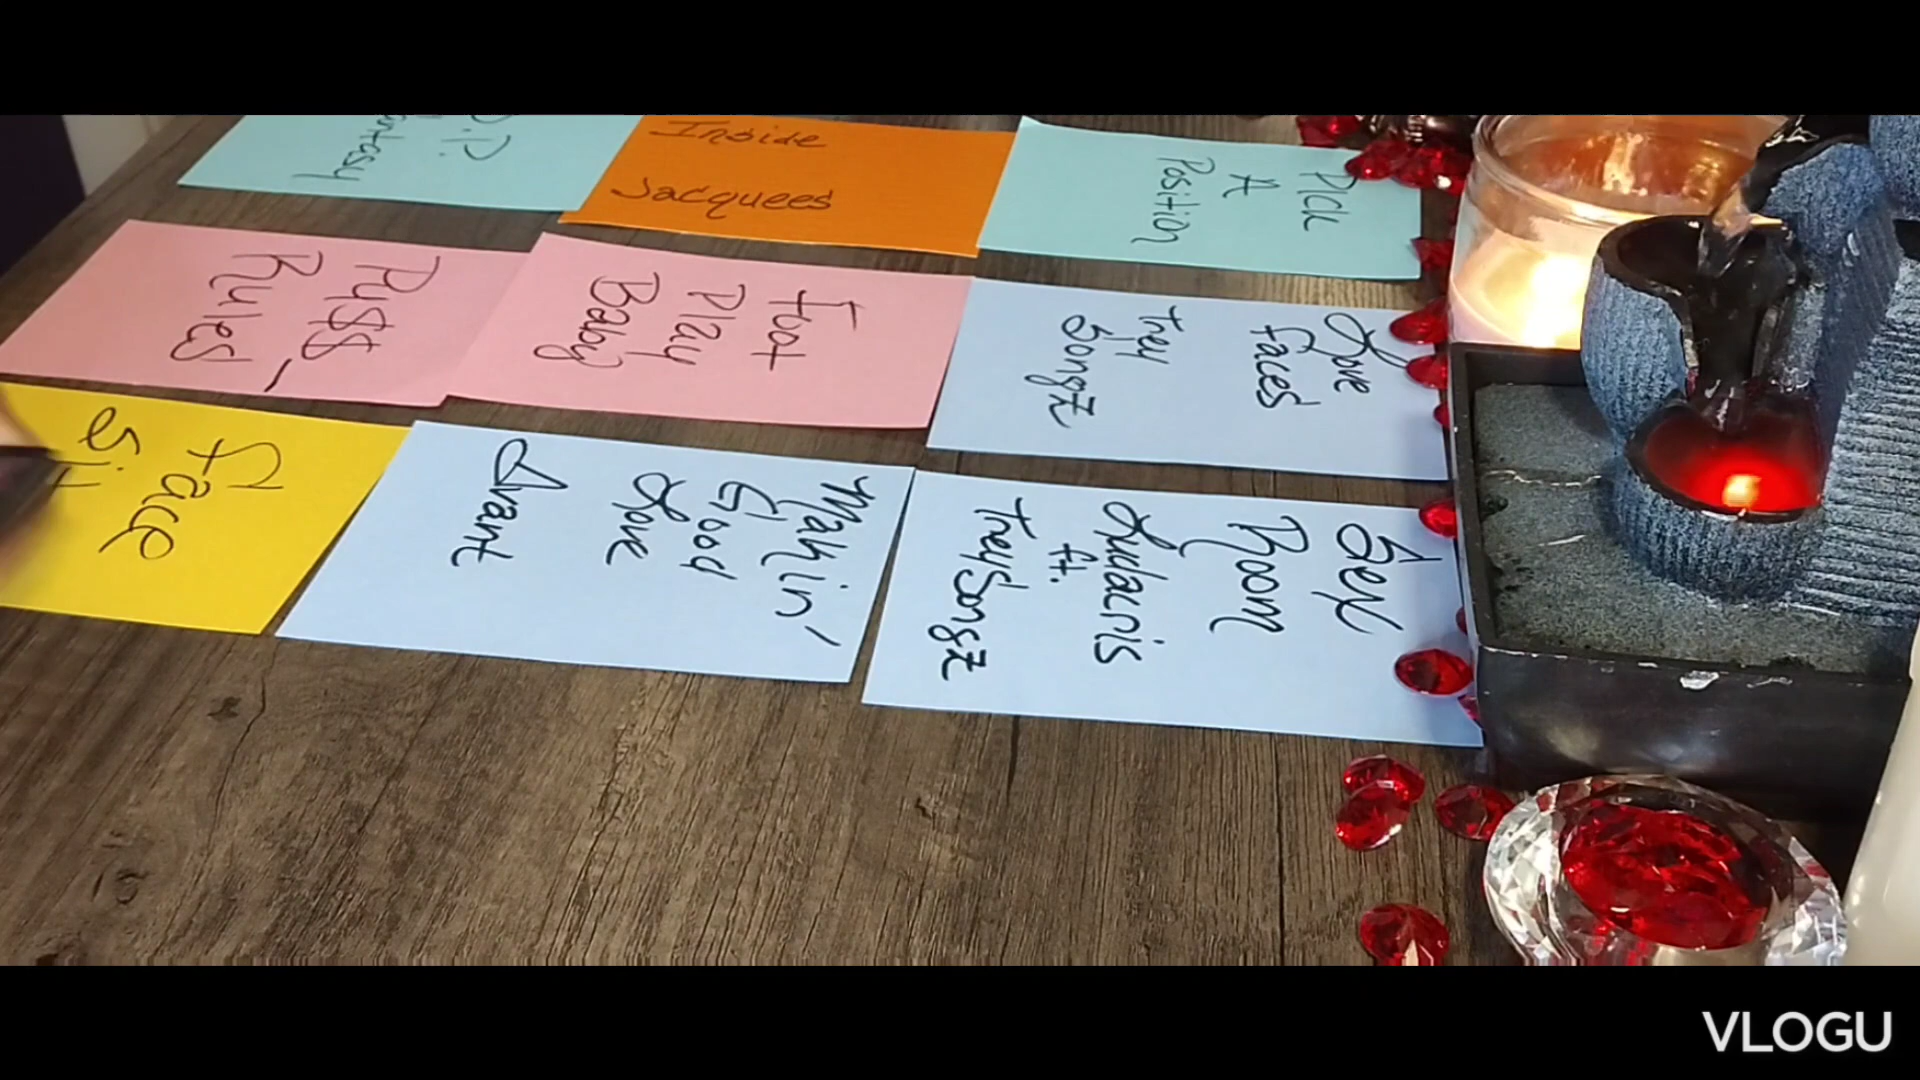 D.P.
Inside
Jacquees
Pick
A
Position
PY$$-
Rules
Foot
Play
Baby
Love
Faces
Trey
Songz
Face
Sit
Makin'
Good
Love
Avant
Sex
Room
Ludacris
ft.
Trey Songz
VLOGU